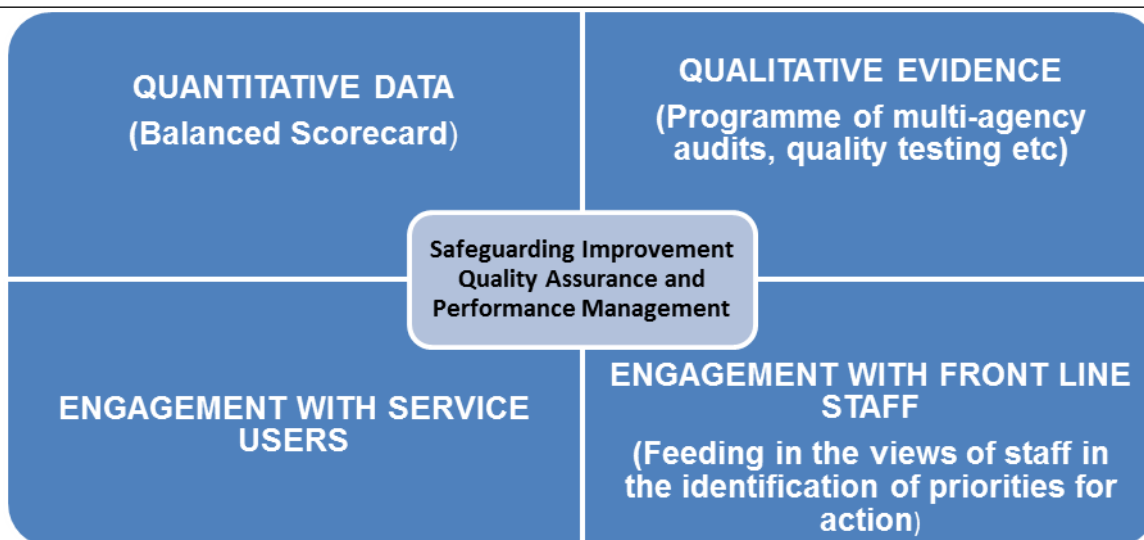 QUANTITATIVE DATA
(Balanced Scorecard)
QUALITATIVE EVIDENCE
(Programme of multi-agency
audits, quality testing etc)
Safeguarding Improvement
Quality Assurance and
Performance Management
ENGAGEMENT WITH SERVICE
USERS
ENGAGEMENT WITH FRONT LINE
STAFF
(Feeding in the views of staff in
the identification of priorities for
action)